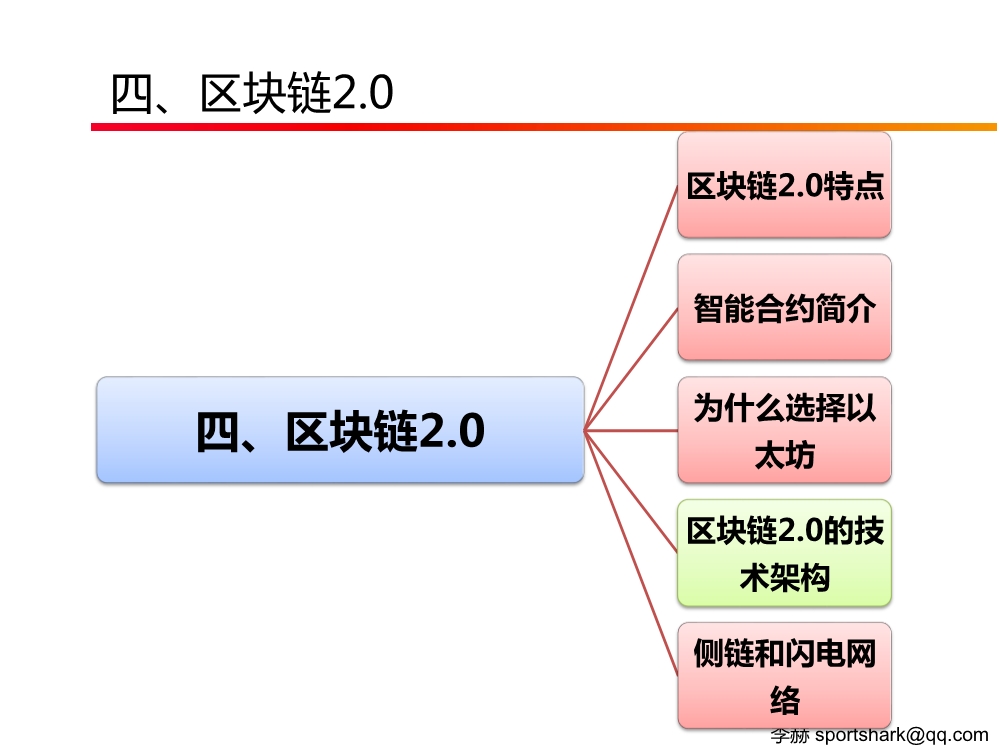 四、区块链2.0
区块链2.0特点
智能合约简介
四、区块链2.0
为什么选择以
太坊
区块链2.0的技
术架构
侧链和闪电网
络
李赫 sportshark@qq.com